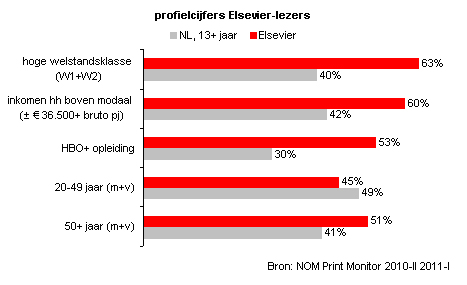 profielcijfers Elsevier-lezers
NL, 13+ jaar Elsevier
hoge welstandsklasse
(W1+W2)
63%
40%
inkomen hh boven modaal
(± € 36.500+ bruto pj)
60%
42%
HBO+ opleiding
53%
30%
20-49 jaar (m+v)
45%
49%
50+ jaar (m+v)
51%
41%
Bron: NOM Print Monitor 2010-II 2011-I